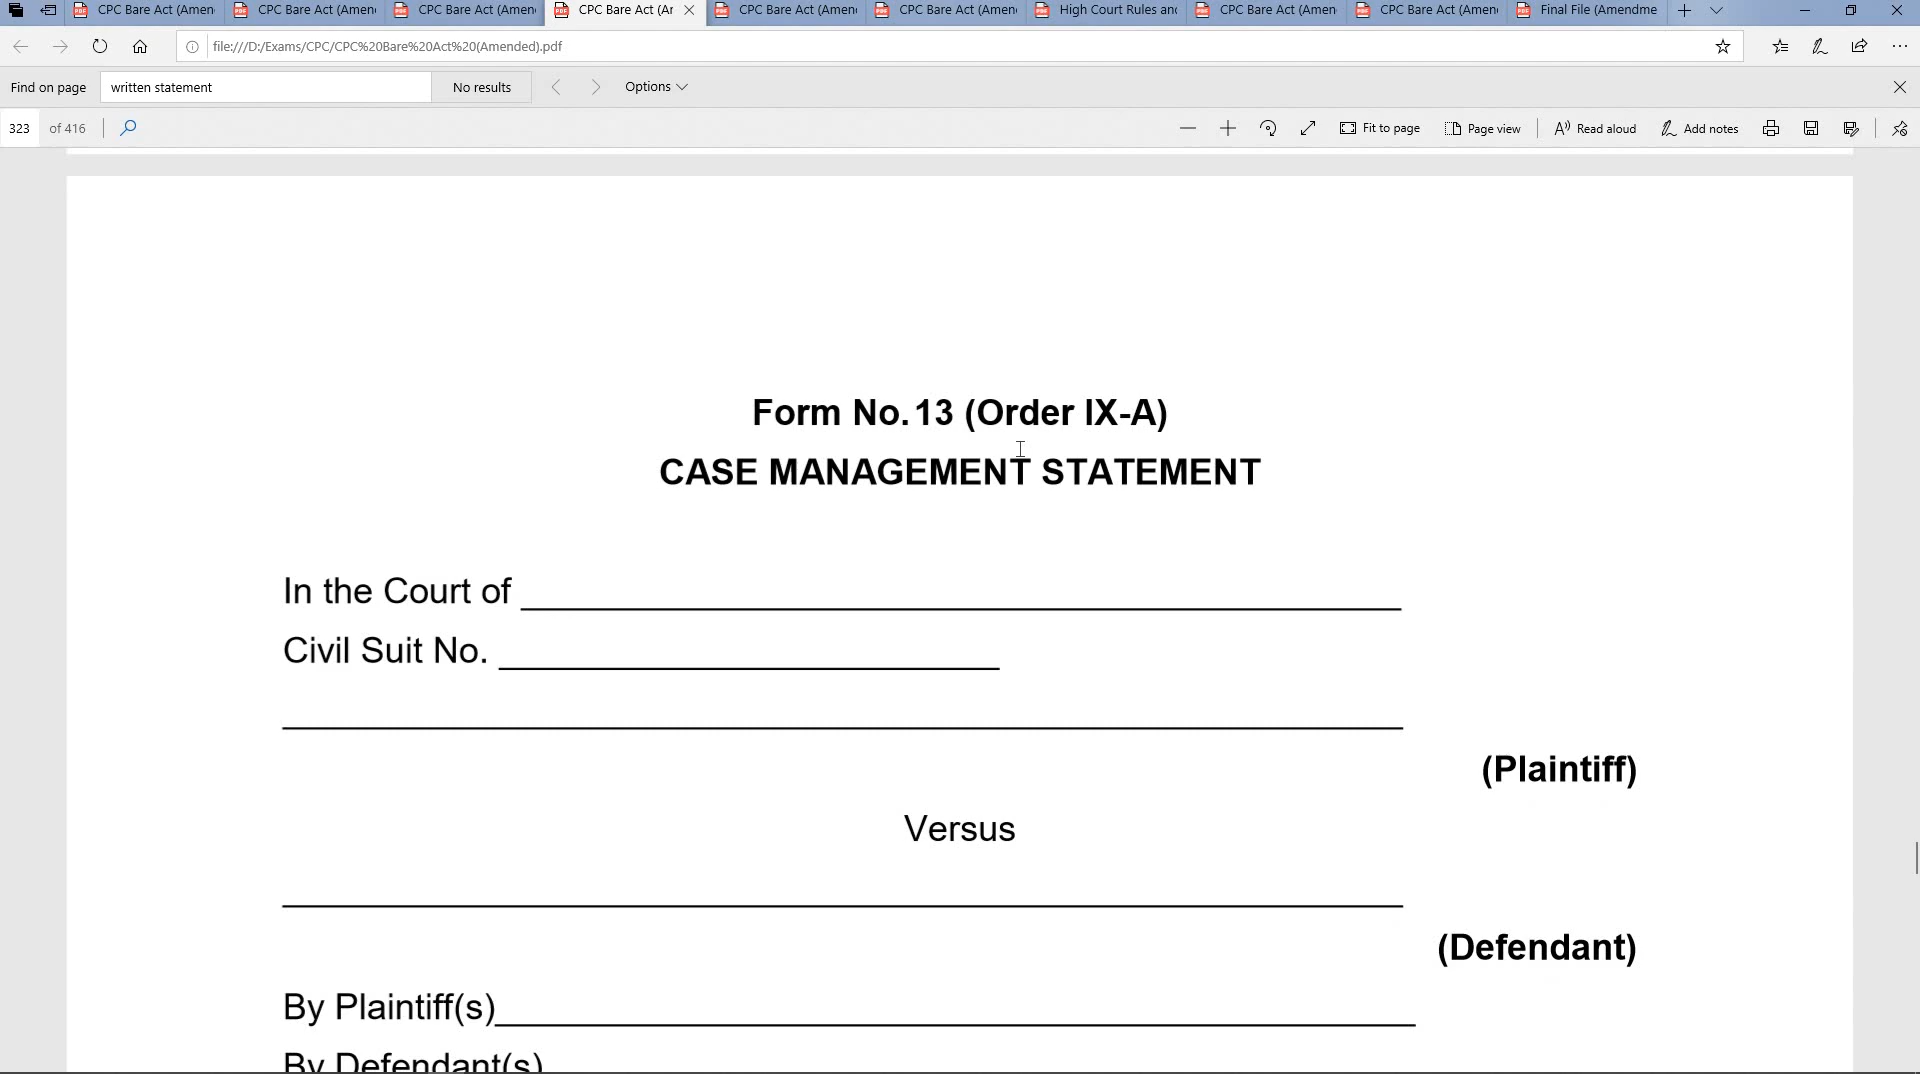 CPC Bare Act (Amen
CPC Bare Act (Amen
CPC Bare Act (Amen
CPC Bare Act (Ar
CPC Bare Act (Amen
CPC Bare Act (Amen
High Court Rules and
CPC Bare Act (Amen
CPC Bare Act (Amen
Final File (Amendme
file:///D:/Exams/CPC/CPC%20Bare%20Act%20(Amended).pdf
Find on page
written statement
No results
Options
323 of 416
Fit to page
Page view
Read aloud
Add notes
Form No. 13 (Order IX-A)
CASE MANAGEMENT STATEMENT
In the Court of
Civil Suit No.
(Plaintiff)
Versus
(Defendant)
By Plaintiff(s)
By Defendant(s)